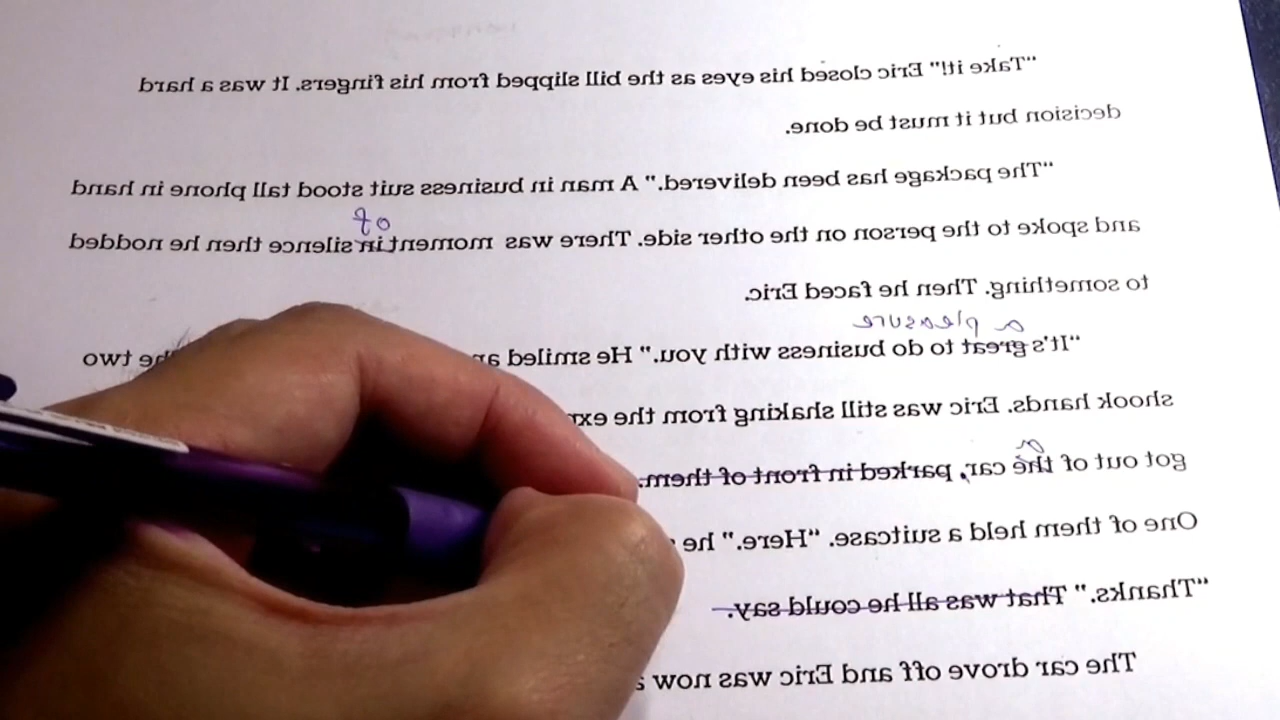 "Take it!" Eric closed his eyes as the bill slipped from his fingers. It was a hard
decision but it must be done.
"The package has been delivered." A man in business suit stood tall phone in hand
of
and spoke to the person on the other side. There was moment in silence then he nodded
to something. Then he faced Eric.
a pleasure
"It's great to do business with you." He smiled two
shook hands. Eric was still shaking from the
a
got out of the car, parked in front of them.
One of them held a suitcase. "Here." he
"Thanks." That was all he could say.
The car drove off and Eric was now